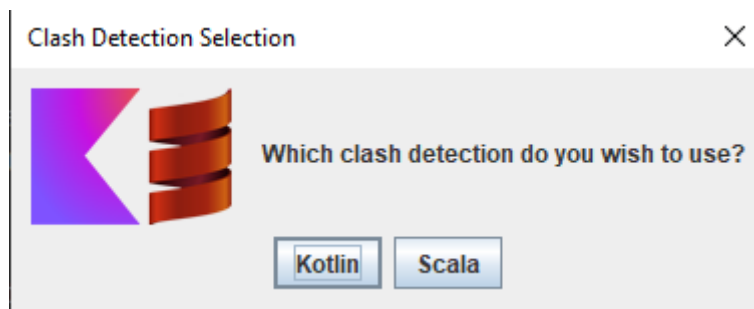 Clash Detection Selection
Which clash detection do you wish to use?
Kotlin
Scala